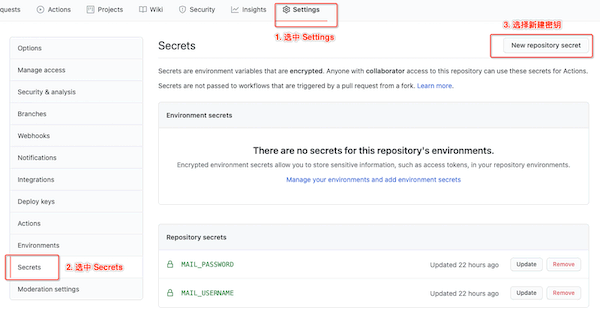 quests Actions Projects Wiki Security Insights Settings
1. 选中 Settings
3. 选择新建密钥
Options
Manage access
Security & analysis
Branches
Webhooks
Notifications
Integrations
Deploy keys
Actions
Environments
Secrets
2. 选中 Secrets
Moderation settings
Secrets
New repository secret
Secrets are environment variables that are encrypted. Anyone with collaborator access to this repository can use these secrets for Actions.
Secrets are not passed to workflows that are triggered by a pull request from a fork. Learn more.
Environment secrets
There are no secrets for this repository's environments.
Encrypted environment secrets allow you to store sensitive information, such as access tokens, in your repository environments.
Manage your environments and add environment secrets
Repository secrets
MAIL_PASSWORD Updated 22 hours ago Update Remove
MAIL_USERNAME Updated 22 hours ago Update Remove